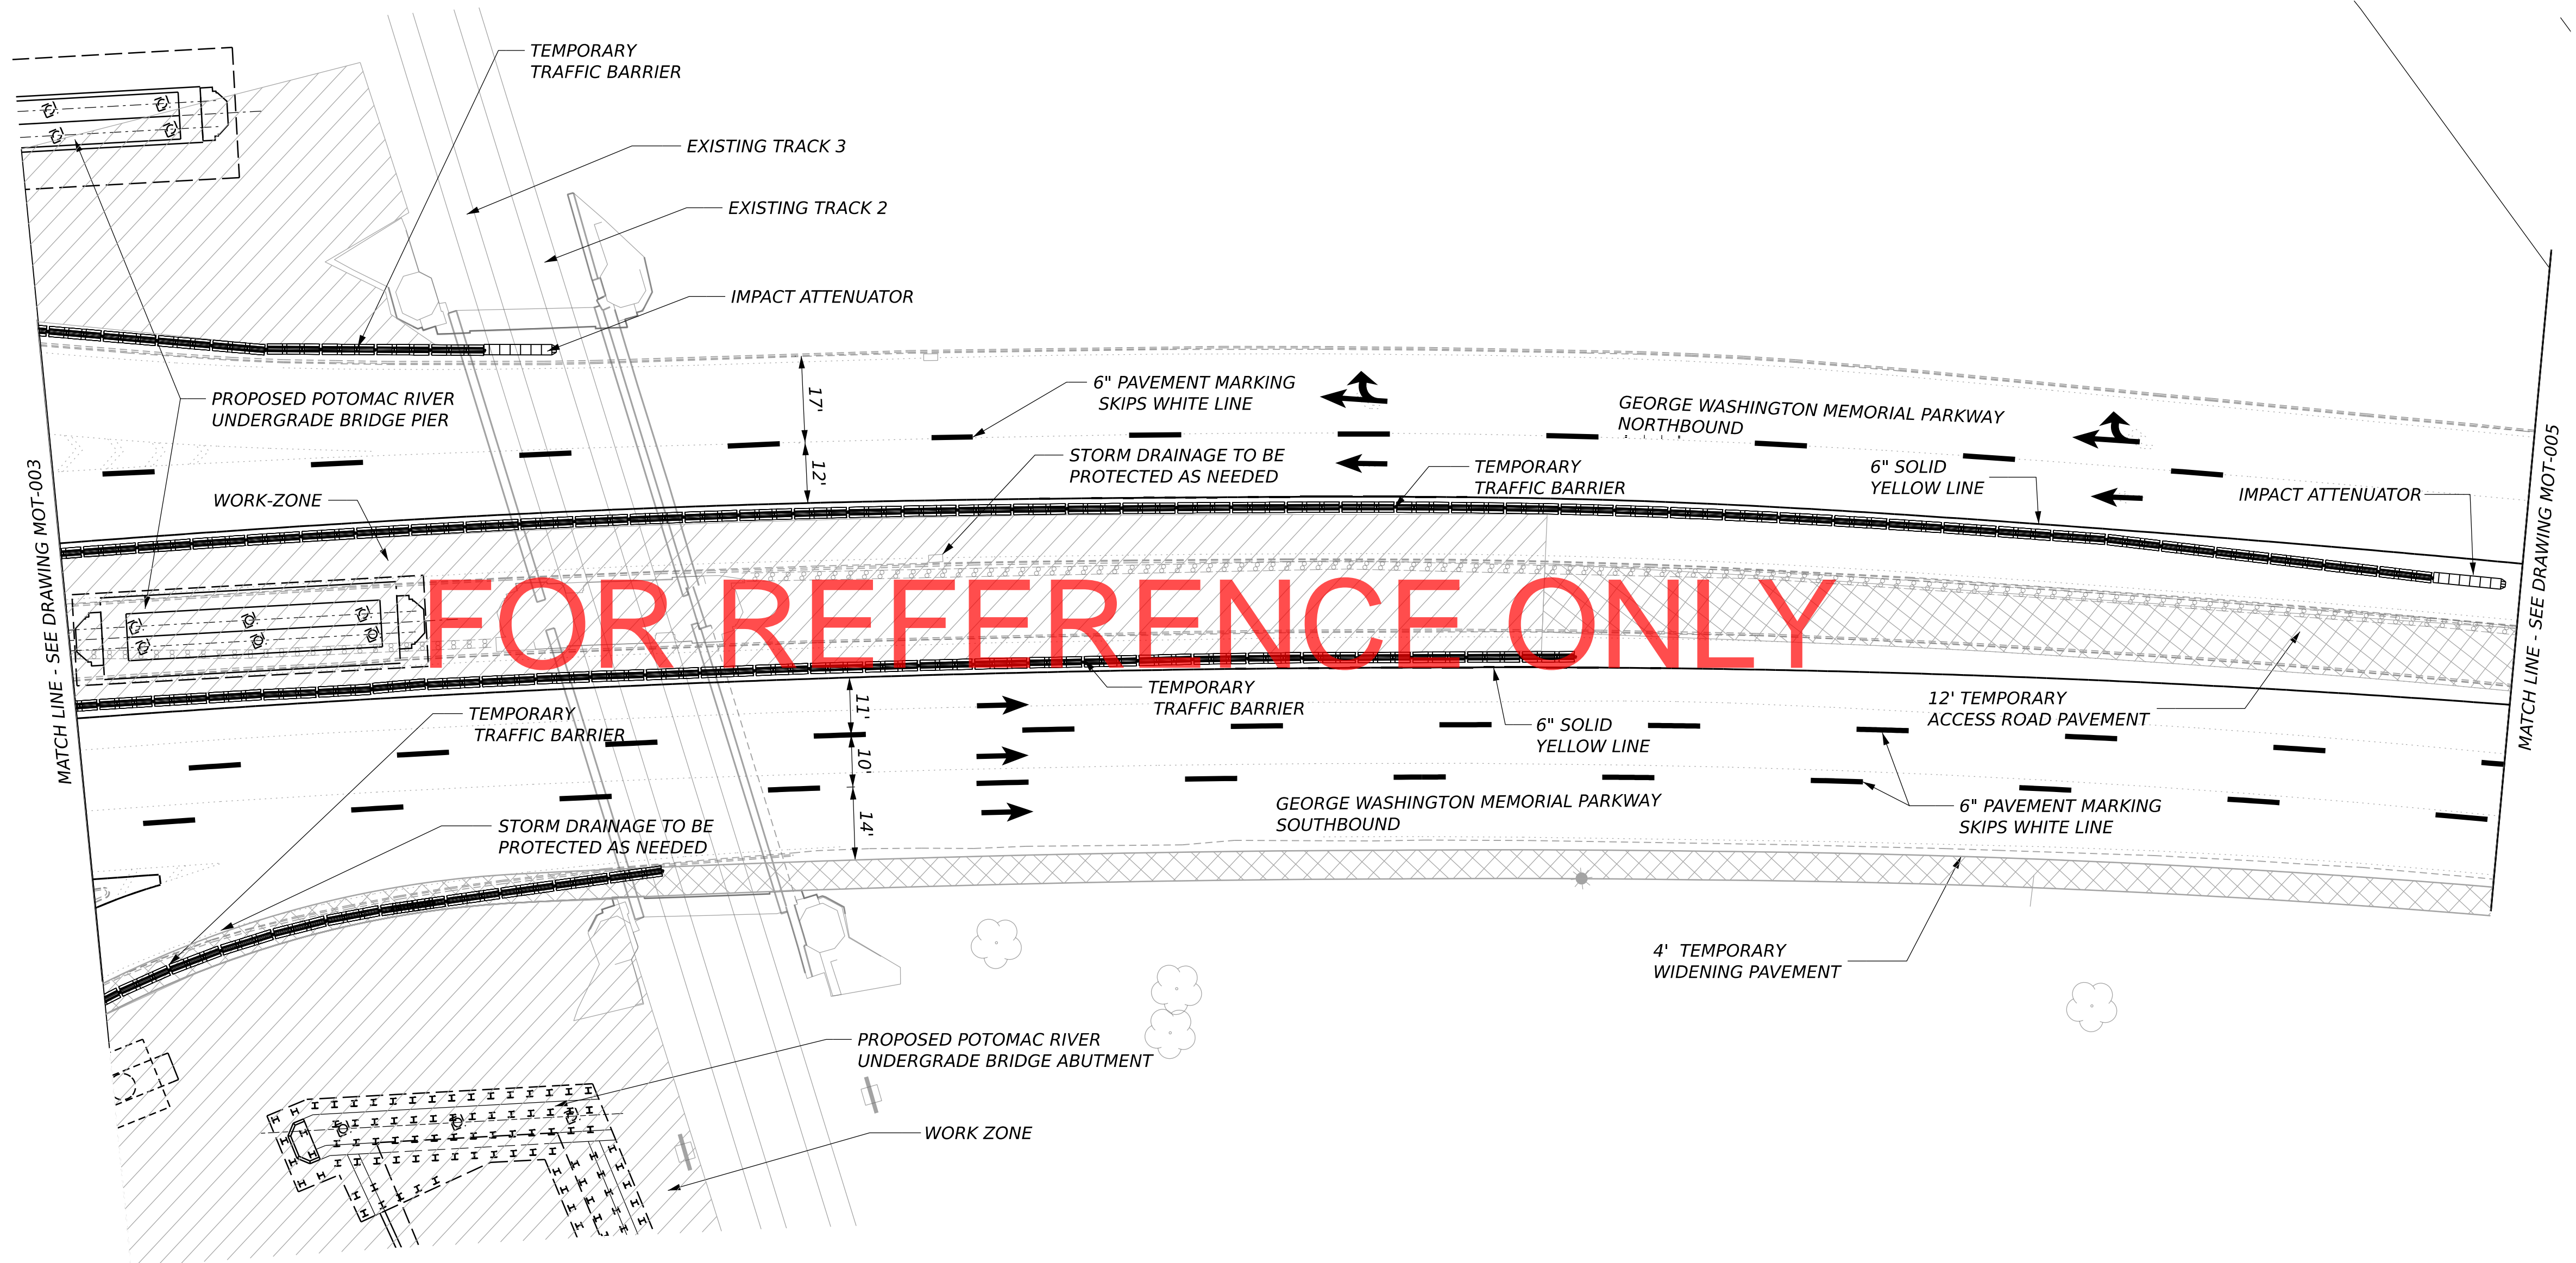 TEMPORARY
TRAFFIC BARRIER
EXISTING TRACK 3
EXISTING TRACK 2
IMPACT ATTENUATOR
PROPOSED POTOMAC RIVER
UNDERGRADE BRIDGE PIER
17'
6" PAVEMENT MARKING
SKIPS WHITE LINE
GEORGE WASHINGTON MEMORIAL PARKWAY
NORTHBOUND
12'
STORM DRAINAGE TO BE
PROTECTED AS NEEDED
TEMPORARY
TRAFFIC BARRIER
6" SOLID
YELLOW LINE
IMPACT ATTENUATOR
WORK-ZONE
MATCH LINE - SEE DRAWING MOT-003
MATCH LINE - SEE DRAWING MOT-005
FOR REFERENCE ONLY
TEMPORARY
TRAFFIC BARRIER
11'
TEMPORARY
TRAFFIC BARRIER
6" SOLID
YELLOW LINE
12' TEMPORARY
ACCESS ROAD PAVEMENT
10'
14'
STORM DRAINAGE TO BE
PROTECTED AS NEEDED
GEORGE WASHINGTON MEMORIAL PARKWAY
SOUTHBOUND
6" PAVEMENT MARKING
SKIPS WHITE LINE
4' TEMPORARY
WIDENING PAVEMENT
PROPOSED POTOMAC RIVER
UNDERGRADE BRIDGE ABUTMENT
WORK ZONE